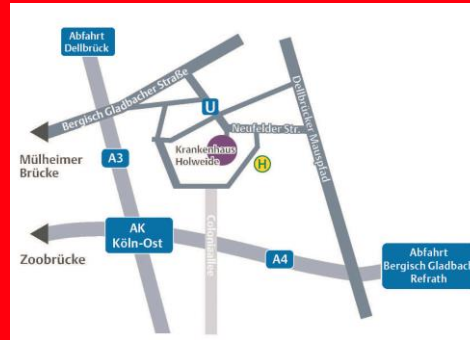 Abfahrt
Dellbrück
Bergisch Gladbacher Straße
Dellbrücker Mauspfad
U
Neufelder Str.
Mülheimer
Brücke
A3
Krankenhaus
Holweide
H
AK
Köln-Ost
Colonia­allee
Zoobrücke
A4
Abfahrt
Bergisch Gladbach
Refrath